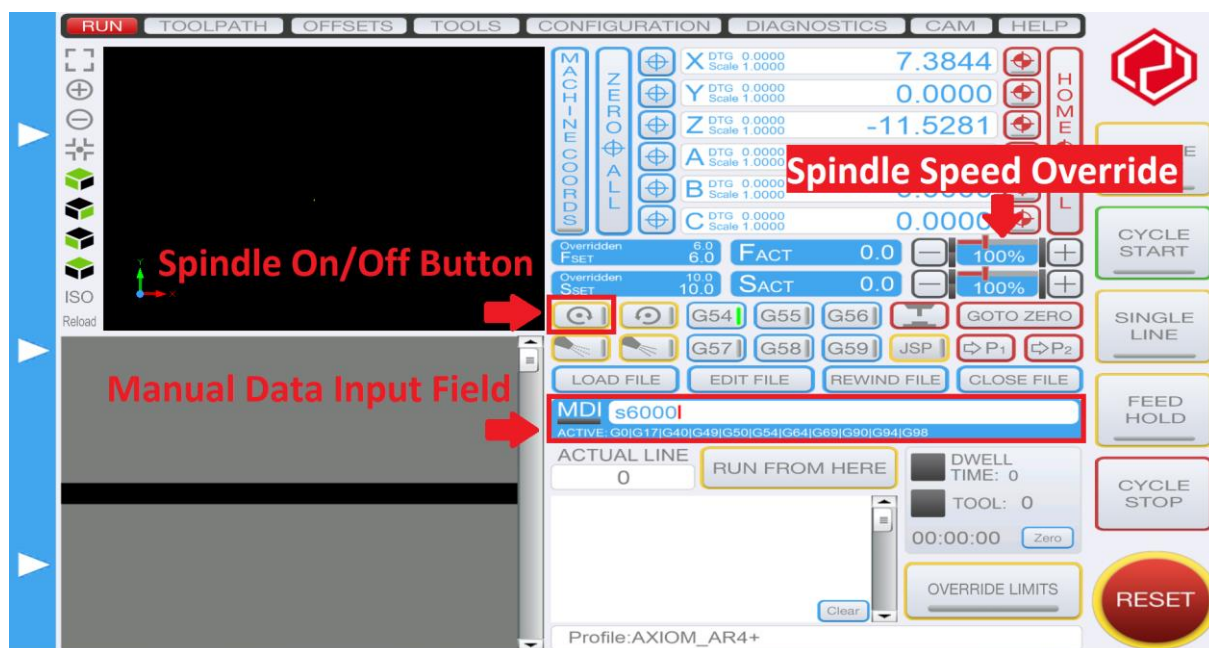 RUN TOOLPATH OFFSETS TOOLS CONFIGURATION DIAGNOSTICS CAM HELP
MACHINE COORDS
ZERO ALL
X DTG 0.0000 Scale 1.0000 7.3844
Y DTG 0.0000 Scale 1.0000 0.0000
Z DTG 0.0000 Scale 1.0000 -11.5281
A DTG 0.0000 Scale 1.0000
B DTG 0.0000 Scale 1.0000
C DTG 0.0000 Scale 1.0000 0.0000
HOME
Spindle Speed Override
Overridden 6.0
FSET 6.0
FACT 0.0
100%
Overridden 10.0
SSET 10.0
SACT 0.0
100%
Spindle On/Off Button
Y
X
ISO
Reload
G54 G55 G56 GOTO ZERO
G57 G58 G59 JSP P1 P2
LOAD FILE EDIT FILE REWIND FILE CLOSE FILE
Manual Data Input Field
MDI s6000
ACTIVE: G0|G17|G40|G49|G50|G54|G64|G69|G90|G94|G98
ACTUAL LINE
0
RUN FROM HERE
DWELL
TIME: 0
TOOL: 0
00:00:00 Zero
Clear
OVERRIDE LIMITS
Profile:AXIOM_AR4+
CYCLE
START
SINGLE
LINE
FEED
HOLD
CYCLE
STOP
RESET